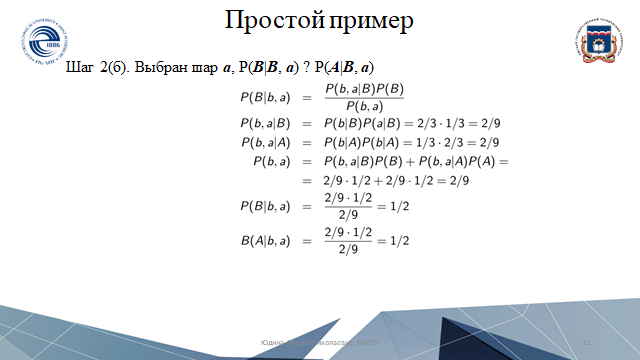 Простой пример
1886
Шаг 2(б). Выбран шар a, P(B|B, a) ? P(A|B, a)
P(B|b, a) = P(b, a|B)P(B) / P(b, a)
P(b, a|B) = P(b|B)P(a|B) = 2/3 · 1/3 = 2/9
P(b, a|A) = P(b|A)P(b|A) = 1/3 · 2/3 = 2/9
P(b, a) = P(b, a|B)P(B) + P(b, a|A)P(A) =
= 2/9 · 1/2 + 2/9 · 1/2 = 2/9
P(B|b, a) = 2/9 · 1/2 / 2/9 = 1/2
B(A|b, a) = 2/9 · 1/2 / 2/9 = 1/2